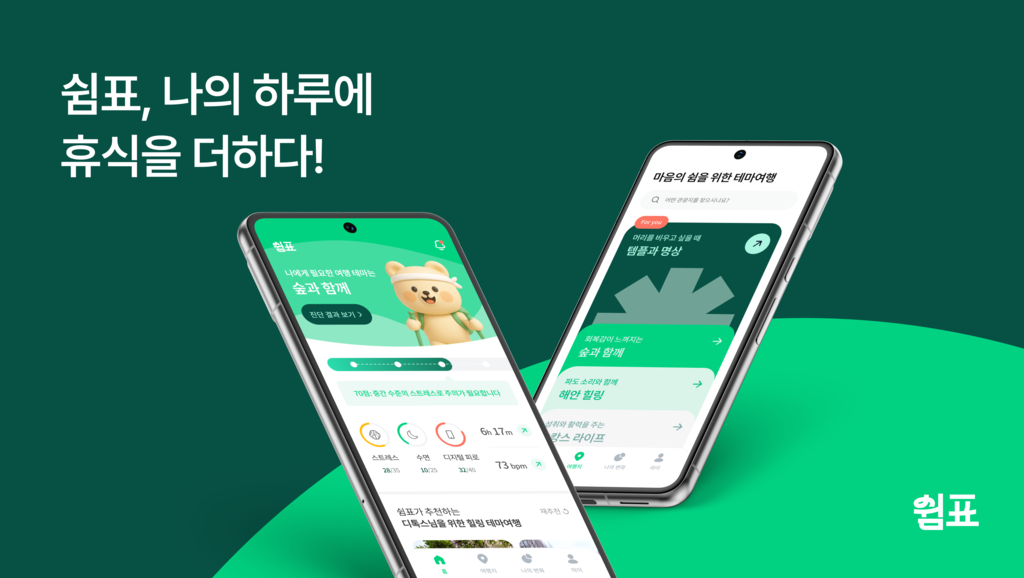 쉼표, 나의 하루에
휴식을 더하다!
쉼표
나에게 필요한 여행 테마는
숲과 함께
진단 결과 보기 >
70점: 중간 수준의 스트레스로 주의가 필요합니다
스트레스
28/35
수면
10/25
디지털 피로
32/40
6h 17m
73 bpm
쉼표가 추천하는
디톡스님을 위한 힐링 테마여행
재추천
홈
여행지
나의 변화
마이
마음의 쉼을 위한 테마여행
어떤 관광지를 찾으시나요?
For you
머리를 비우고 싶을 때
템플과 명상
회복감이 느껴지는
숲과 함께
파도 소리와 함께
해안 힐링
성취와 활력을 주는
캉스 라이프
여행지
나의 변화
마이
쉼표